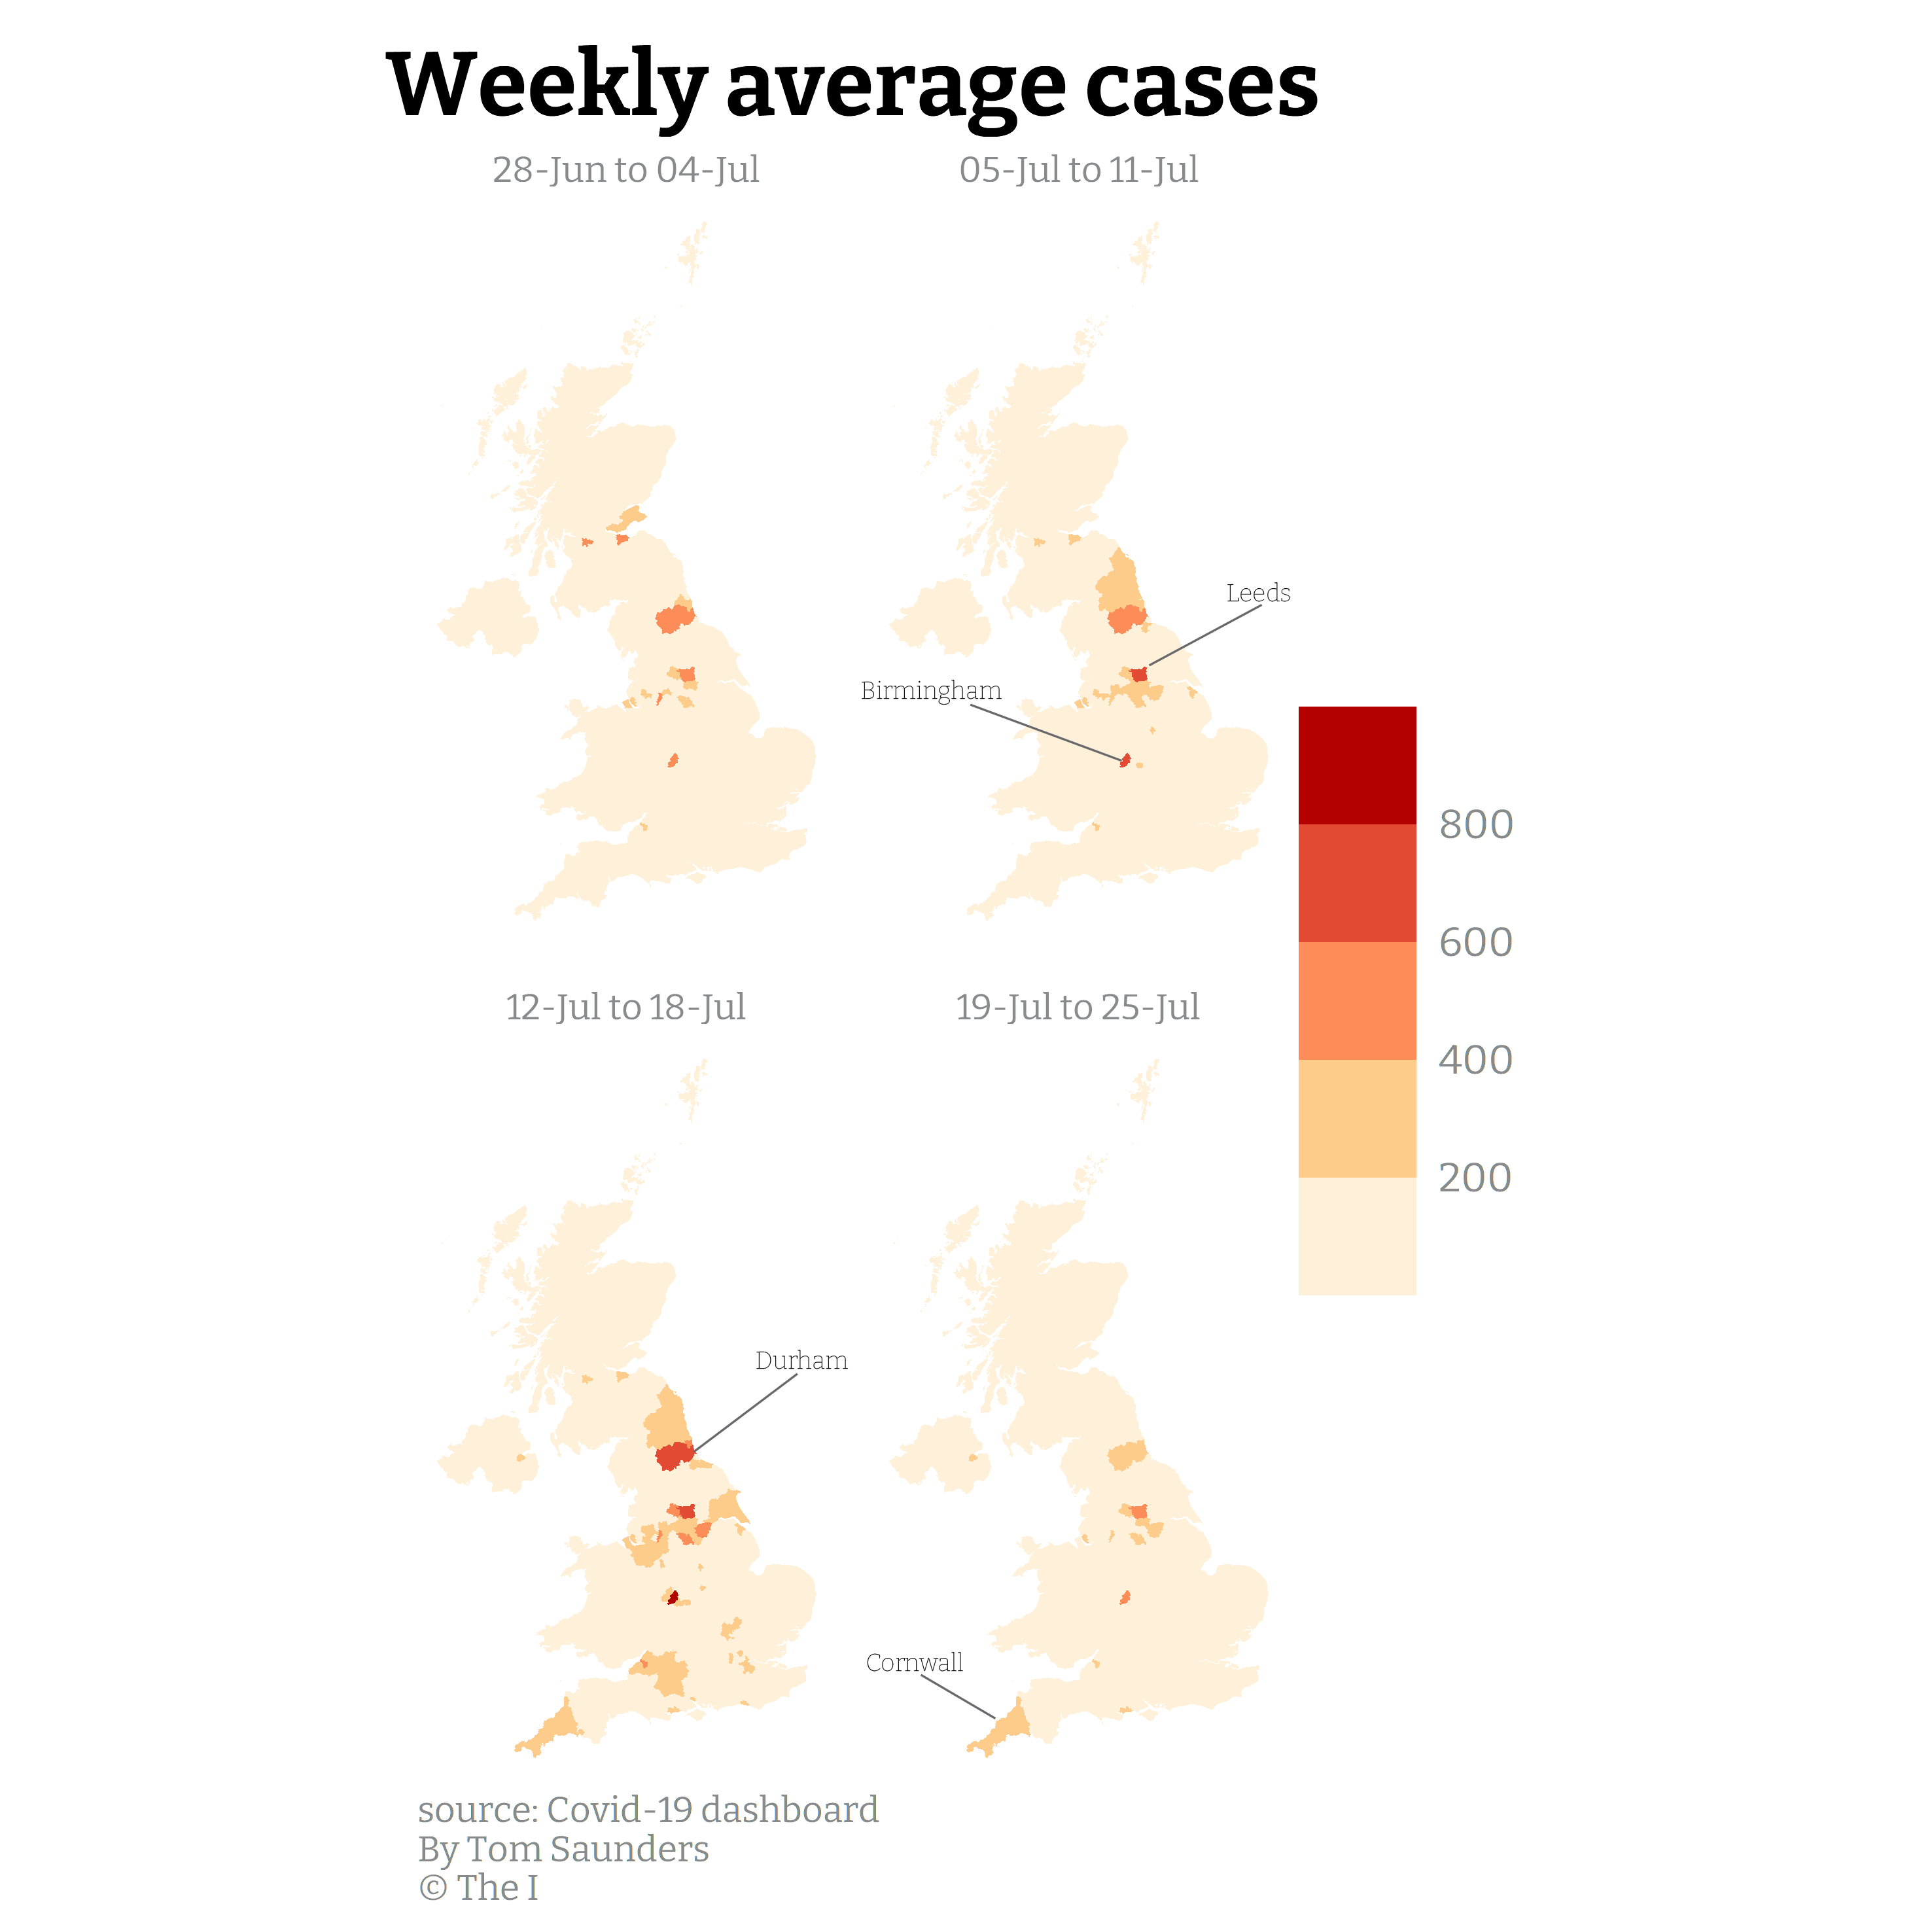 Weekly average cases
28-Jun to 04-Jul
05-Jul to 11-Jul
Leeds
Birmingham
800
600
400
200
12-Jul to 18-Jul
19-Jul to 25-Jul
Durham
Cornwall
source: Covid-19 dashboard
By Tom Saunders
© The I